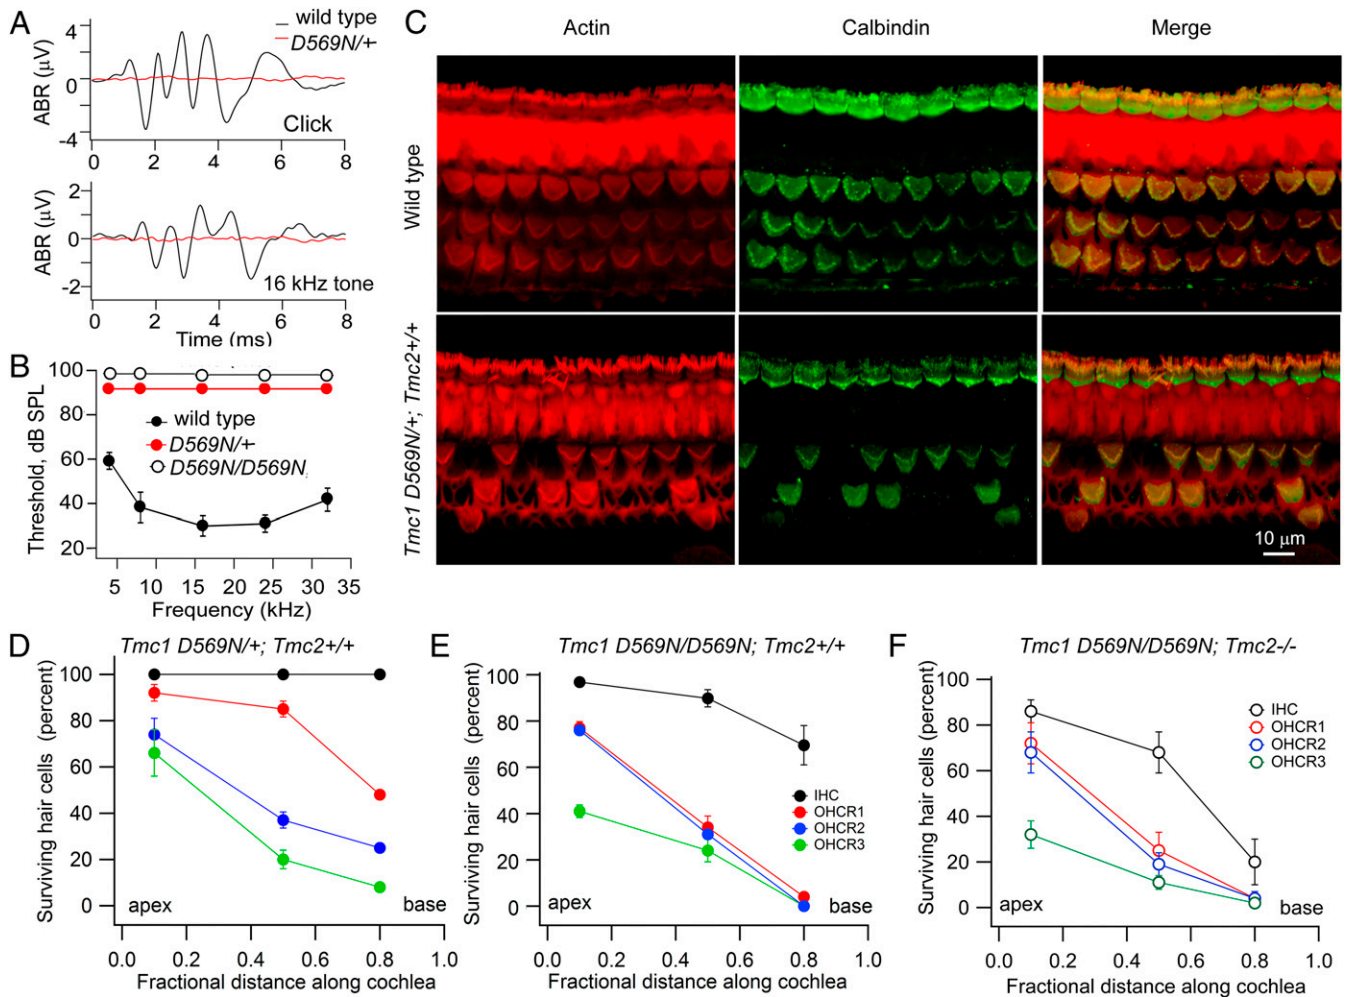 A
wild type
D569N/+
ABR (μV)
4
2
0
-4
Click
0 2 4 6 8
ABR (μV)
2
0
-2
16 kHz tone
0 2 4 6 8
Time (ms)
B
Threshold, dB SPL
100
80
60
40
20
wild type
D569N/+
D569N/D569N
5 10 15 20 25 30 35
Frequency (kHz)
C
Actin Calbindin Merge
Wild type
Tmc1 D569N/+; Tmc2+/+
10 μm
D
Tmc1 D569N/+; Tmc2+/+
Surviving hair cells (percent)
100
80
60
40
20
0
apex base
0.0 0.2 0.4 0.6 0.8 1.0
Fractional distance along cochlea
E
Tmc1 D569N/D569N; Tmc2+/+
Surviving hair cells (percent)
100
80
60
40
20
0
IHC
OHCR1
OHCR2
OHCR3
apex base
0.0 0.2 0.4 0.6 0.8 1.0
Fractional distance along cochlea
F
Tmc1 D569N/D569N; Tmc2-/-
Surviving hair cells (percent)
100
80
60
40
20
0
IHC
OHCR1
OHCR2
OHCR3
apex base
0.0 0.2 0.4 0.6 0.8 1.0
Fractional distance along cochlea